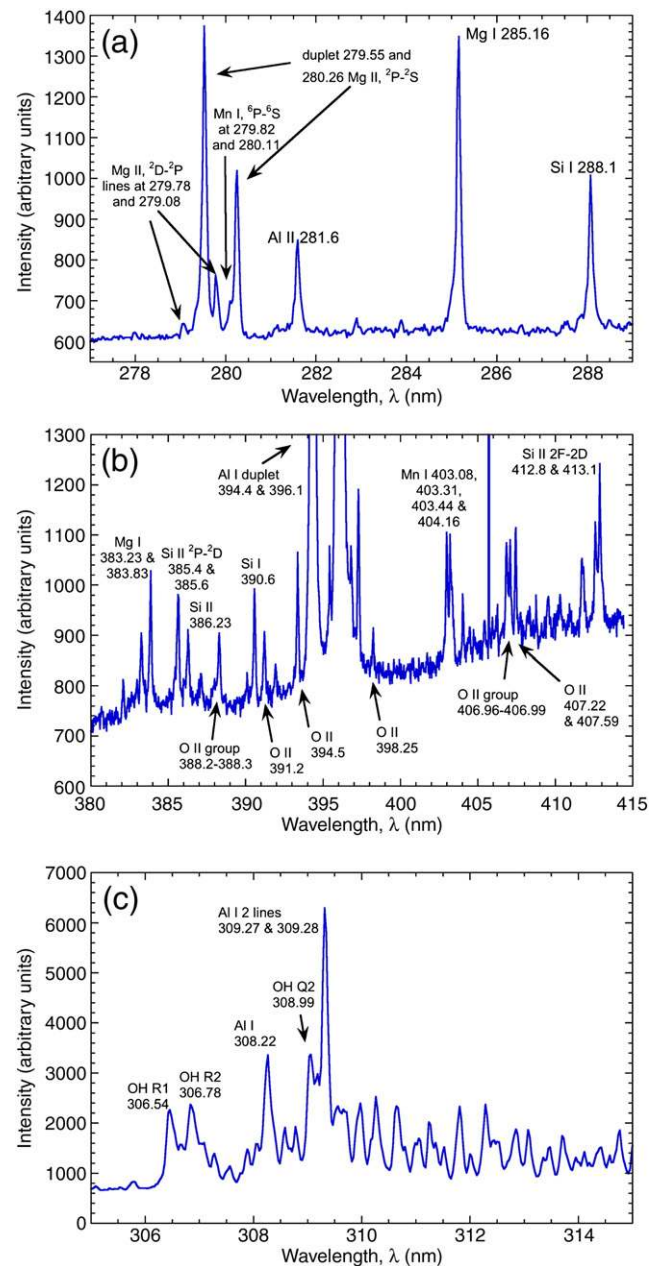 (a)
Mg I 285.16
duplet 279.55 and
280.26 Mg II, ²P-²S
Mn I, ⁶P-⁶S
at 279.82
and 280.11
Mg II, ²D-²P
lines at 279.78
and 279.08
Al II 281.6
Si I 288.1
Intensity (arbitrary units)
1400
1300
1200
1100
1000
900
800
700
600
278
280
282
284
286
288
Wavelength, λ (nm)
(b)
Al I duplet
394.4 & 396.1
Mg I
383.23 &
383.83
Si II ²P-²D
385.4 &
385.6
Si II
386.23
Si I
390.6
Mn I 403.08,
403.31,
403.44 &
404.16
Si II 2F-2D
412.8 & 413.1
O II group
388.2-388.3
O II
391.2
O II
394.5
O II
398.25
O II group
406.96-406.99
O II
407.22
& 407.59
Intensity (arbitrary units)
1300
1200
1100
1000
900
800
700
600
380
385
390
395
400
405
410
415
Wavelength, λ (nm)
(c)
Al I 2 lines
309.27 & 309.28
OH Q2
308.99
Al I
308.22
OH R1
306.54
OH R2
306.78
Intensity (arbitrary units)
7000
6000
5000
4000
3000
2000
1000
0
306
308
310
312
314
Wavelength, λ (nm)